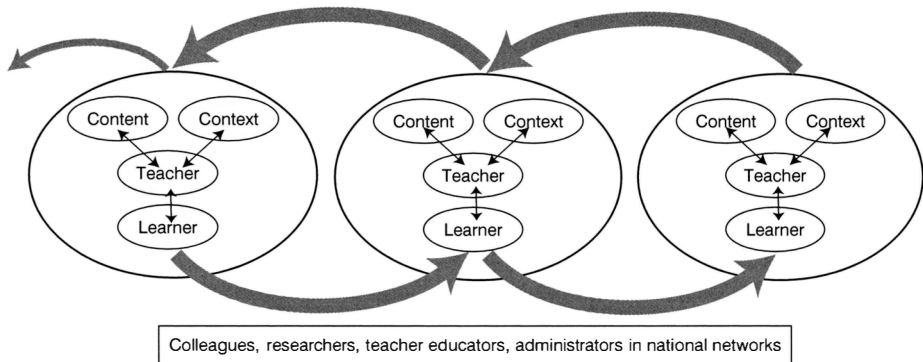 Content Context
Teacher
Learner
Content Context
Teacher
Learner
Content Context
Teacher
Learner
Colleagues, researchers, teacher educators, administrators in national networks